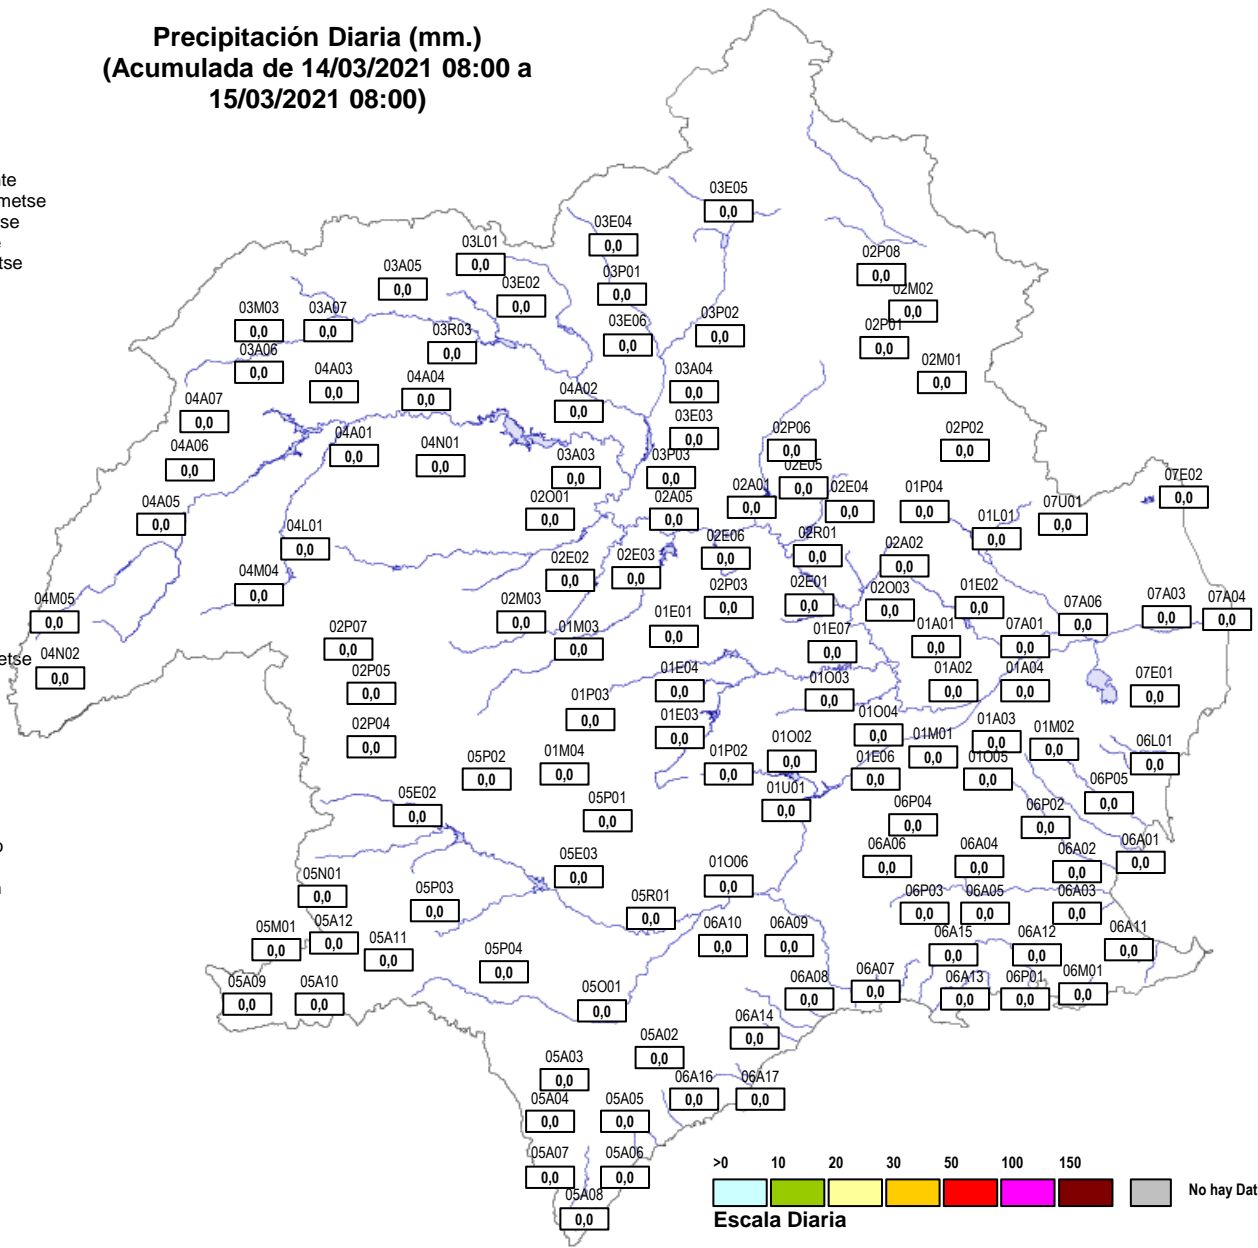 Precipitación Diaria (mm.)
(Acumulada de 14/03/2021 08:00 a
15/03/2021 08:00)
te
metse
se
tse
etse
03E05
0,0
03E04
0,0
03L01
0,0
02P08
0,0
03A05
0,0
03P01
0,0
03E02
0,0
02M02
0,0
03M03
0,0
03A07
0,0
03P02
0,0
03R03
0,0
03E06
0,0
02P01
0,0
03A06
0,0
02M01
0,0
04A03
0,0
04A04
0,0
03A04
0,0
04A02
0,0
04A07
0,0
03E03
0,0
04A01
0,0
02P06
0,0
02P02
0,0
04A06
0,0
04N01
0,0
03A03
0,0
03P03
0,0
02E05
0,0
07E02
0,0
02A01
0,0
02E04
0,0
01P04
0,0
04A05
0,0
02O01
0,0
02A05
0,0
07U01
0,0
01L01
0,0
04L01
0,0
02R01
0,0
02E06
0,0
02A02
0,0
04M04
0,0
02E02
0,0
02E03
0,0
02P03
0,0
02E01
0,0
02O03
0,0
01E02
0,0
04M05
0,0
02M03
0,0
01E01
0,0
07A06
0,0
07A03
0,0
07A04
0,0
02P07
0,0
01M03
0,0
01E07
0,0
01A01
0,0
07A01
0,0
04N02
0,0
02P05
0,0
01E04
0,0
01O03
0,0
01A02
0,0
01A04
0,0
07E01
0,0
01P03
0,0
02P04
0,0
01E03
0,0
01O04
0,0
01A03
0,0
01M02
0,0
01M01
0,0
06L01
0,0
05P02
0,0
01M04
0,0
01P02
0,0
01O02
0,0
01E06
0,0
01O05
0,0
05E02
0,0
05P01
0,0
01U01
0,0
06P04
0,0
06P02
0,0
06P05
0,0
05E03
0,0
06A06
0,0
06A04
0,0
06A02
0,0
06A01
0,0
05N01
0,0
05P03
0,0
01O06
0,0
05R01
0,0
06P03
0,0
06A05
0,0
06A03
0,0
05M01
0,0
05A12
0,0
05A11
0,0
06A10
0,0
06A09
0,0
06A15
0,0
06A12
0,0
06A11
0,0
05P04
0,0
05A09
0,0
05A10
0,0
05O01
0,0
06A08
0,0
06A07
0,0
06A13
0,0
06P01
0,0
06M01
0,0
06A14
0,0
05A02
0,0
05A03
0,0
06A16
0,0
06A17
0,0
05A04
0,0
05A05
0,0
05A07
0,0
05A06
0,0
05A08
0,0
>0 10 20 30 50 100 150
No hay Dat
Escala Diaria